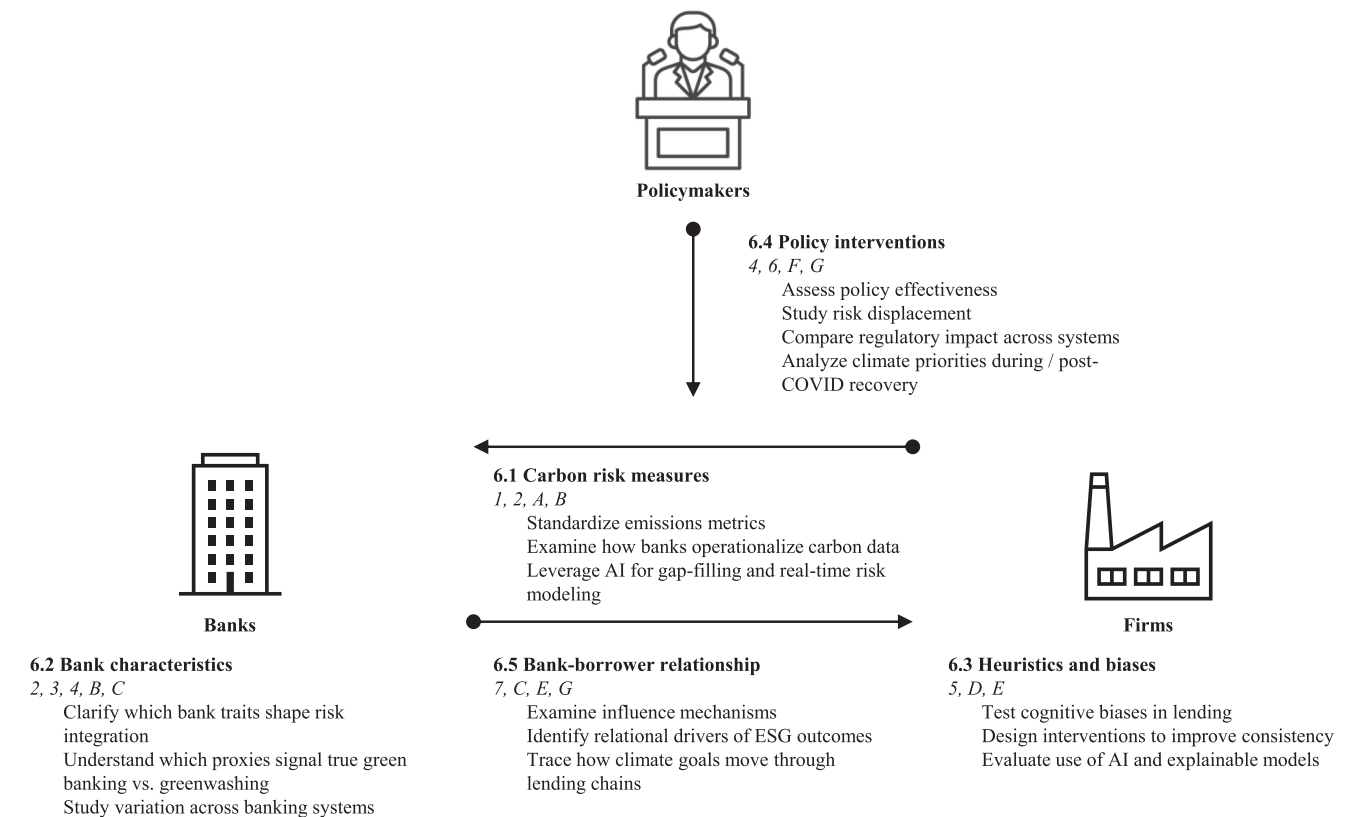 Policymakers
6.4 Policy interventions
4, 6, F, G
Assess policy effectiveness
Study risk displacement
Compare regulatory impact across systems
Analyze climate priorities during / post-
COVID recovery
6.1 Carbon risk measures
1, 2, A, B
Standardize emissions metrics
Examine how banks operationalize carbon data
Leverage AI for gap-filling and real-time risk
modeling
Banks
6.2 Bank characteristics
2, 3, 4, B, C
Clarify which bank traits shape risk
integration
Understand which proxies signal true green
banking vs. greenwashing
Study variation across banking systems
6.5 Bank-borrower relationship
7, C, E, G
Examine influence mechanisms
Identify relational drivers of ESG outcomes
Trace how climate goals move through
lending chains
Firms
6.3 Heuristics and biases
5, D, E
Test cognitive biases in lending
Design interventions to improve consistency
Evaluate use of AI and explainable models